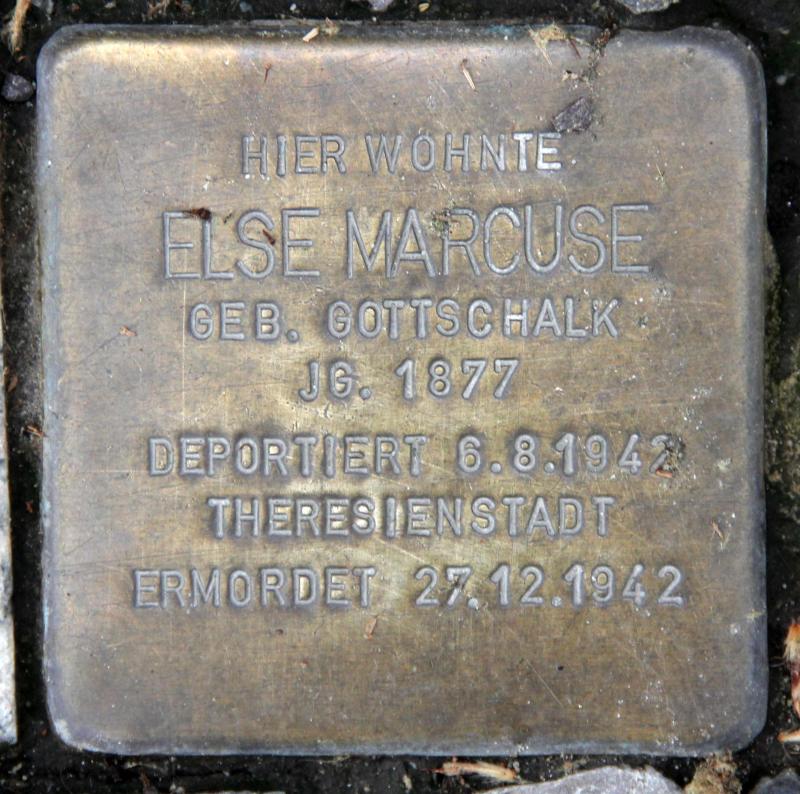 HIER WOHNTE
ELSE MARCUSE
GEB. GOTTSCHALK
JG. 1877
DEPORTIERT 6.8.1942
THERESIENSTADT
ERMORDET 27.12.1942